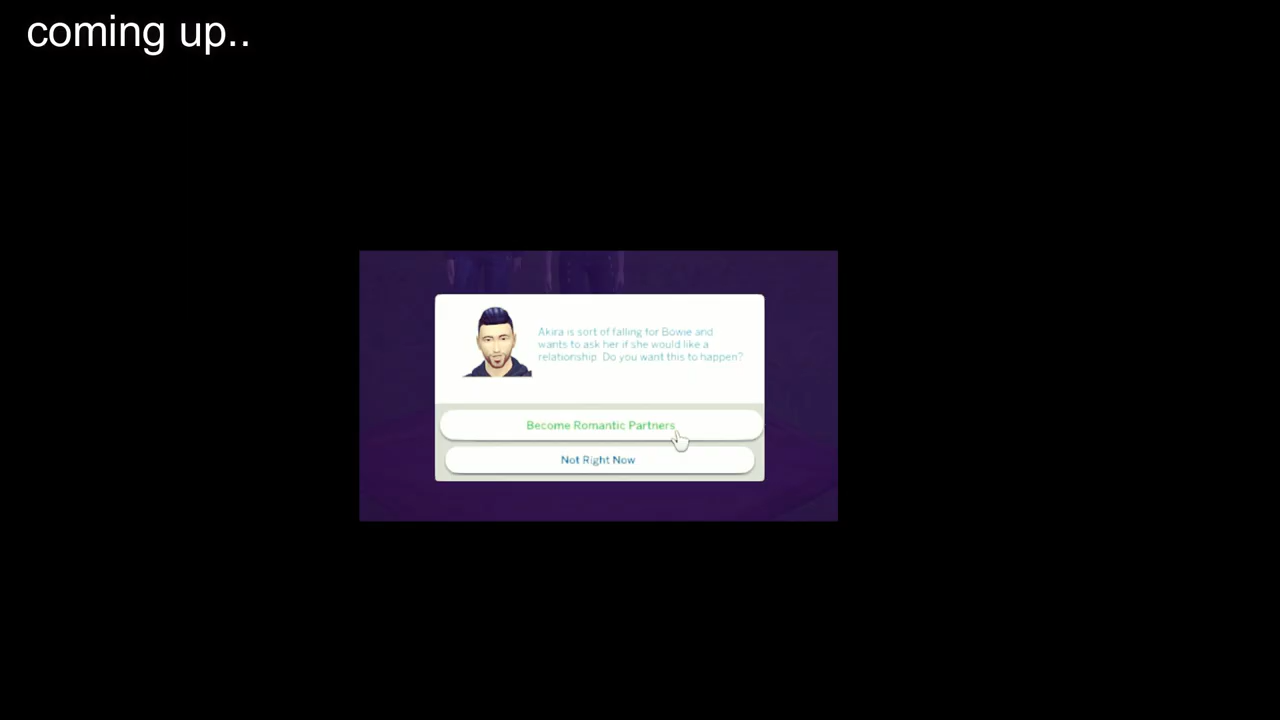 coming up..
Akira is sort of falling for Bowie and
wants to ask her if she would like a
relationship. Do you want this to happen?
Become Romantic Partners
Not Right Now